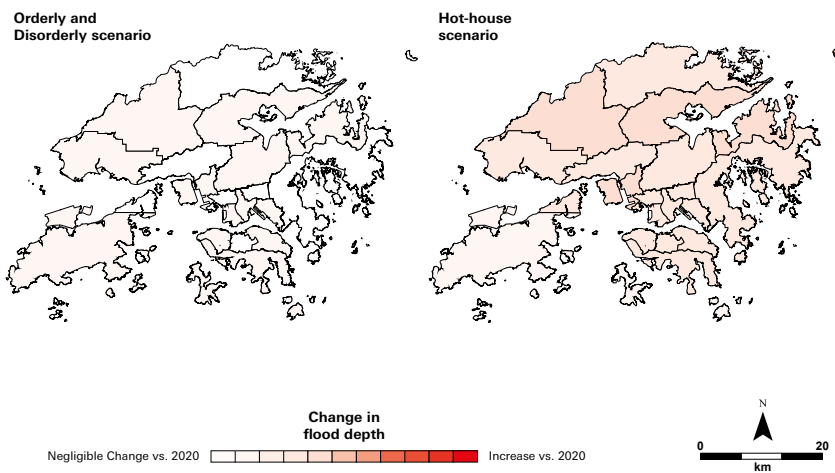 Orderly and
Disorderly scenario
Hot-house
scenario
Change in
flood depth
Negligible Change vs. 2020
Increase vs. 2020
N
0
20
km